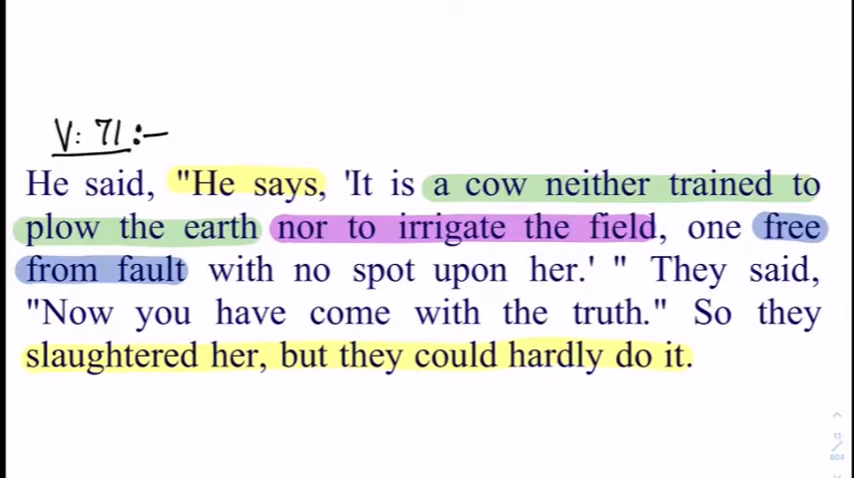 V: 71:–
He said, "He says, 'It is a cow neither trained to
plow the earth nor to irrigate the field, one free
from fault with no spot upon her.' " They said,
"Now you have come with the truth." So they
slaughtered her, but they could hardly do it.
11
/
604